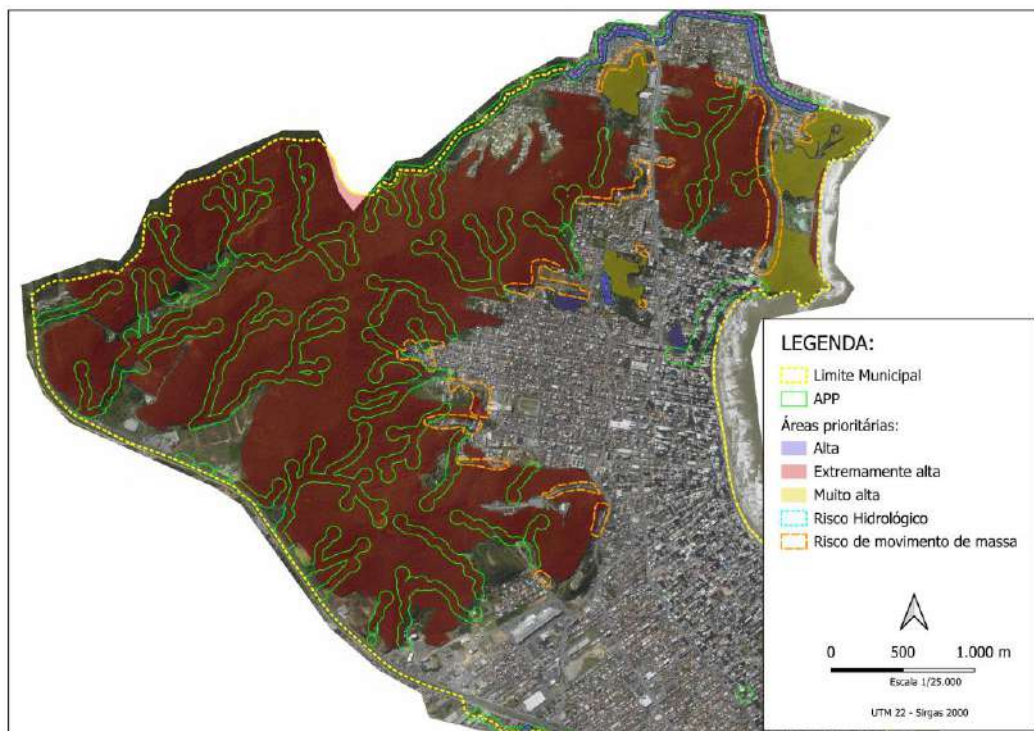 LEGENDA:
Limite Municipal
APP
Áreas prioritárias:
Alta
Extremamente alta
Muito alta
Risco Hidrológico
Risco de movimento de massa
0 500 1.000 m
Escala 1/25.000
UTM 22 - Sirgas 2000